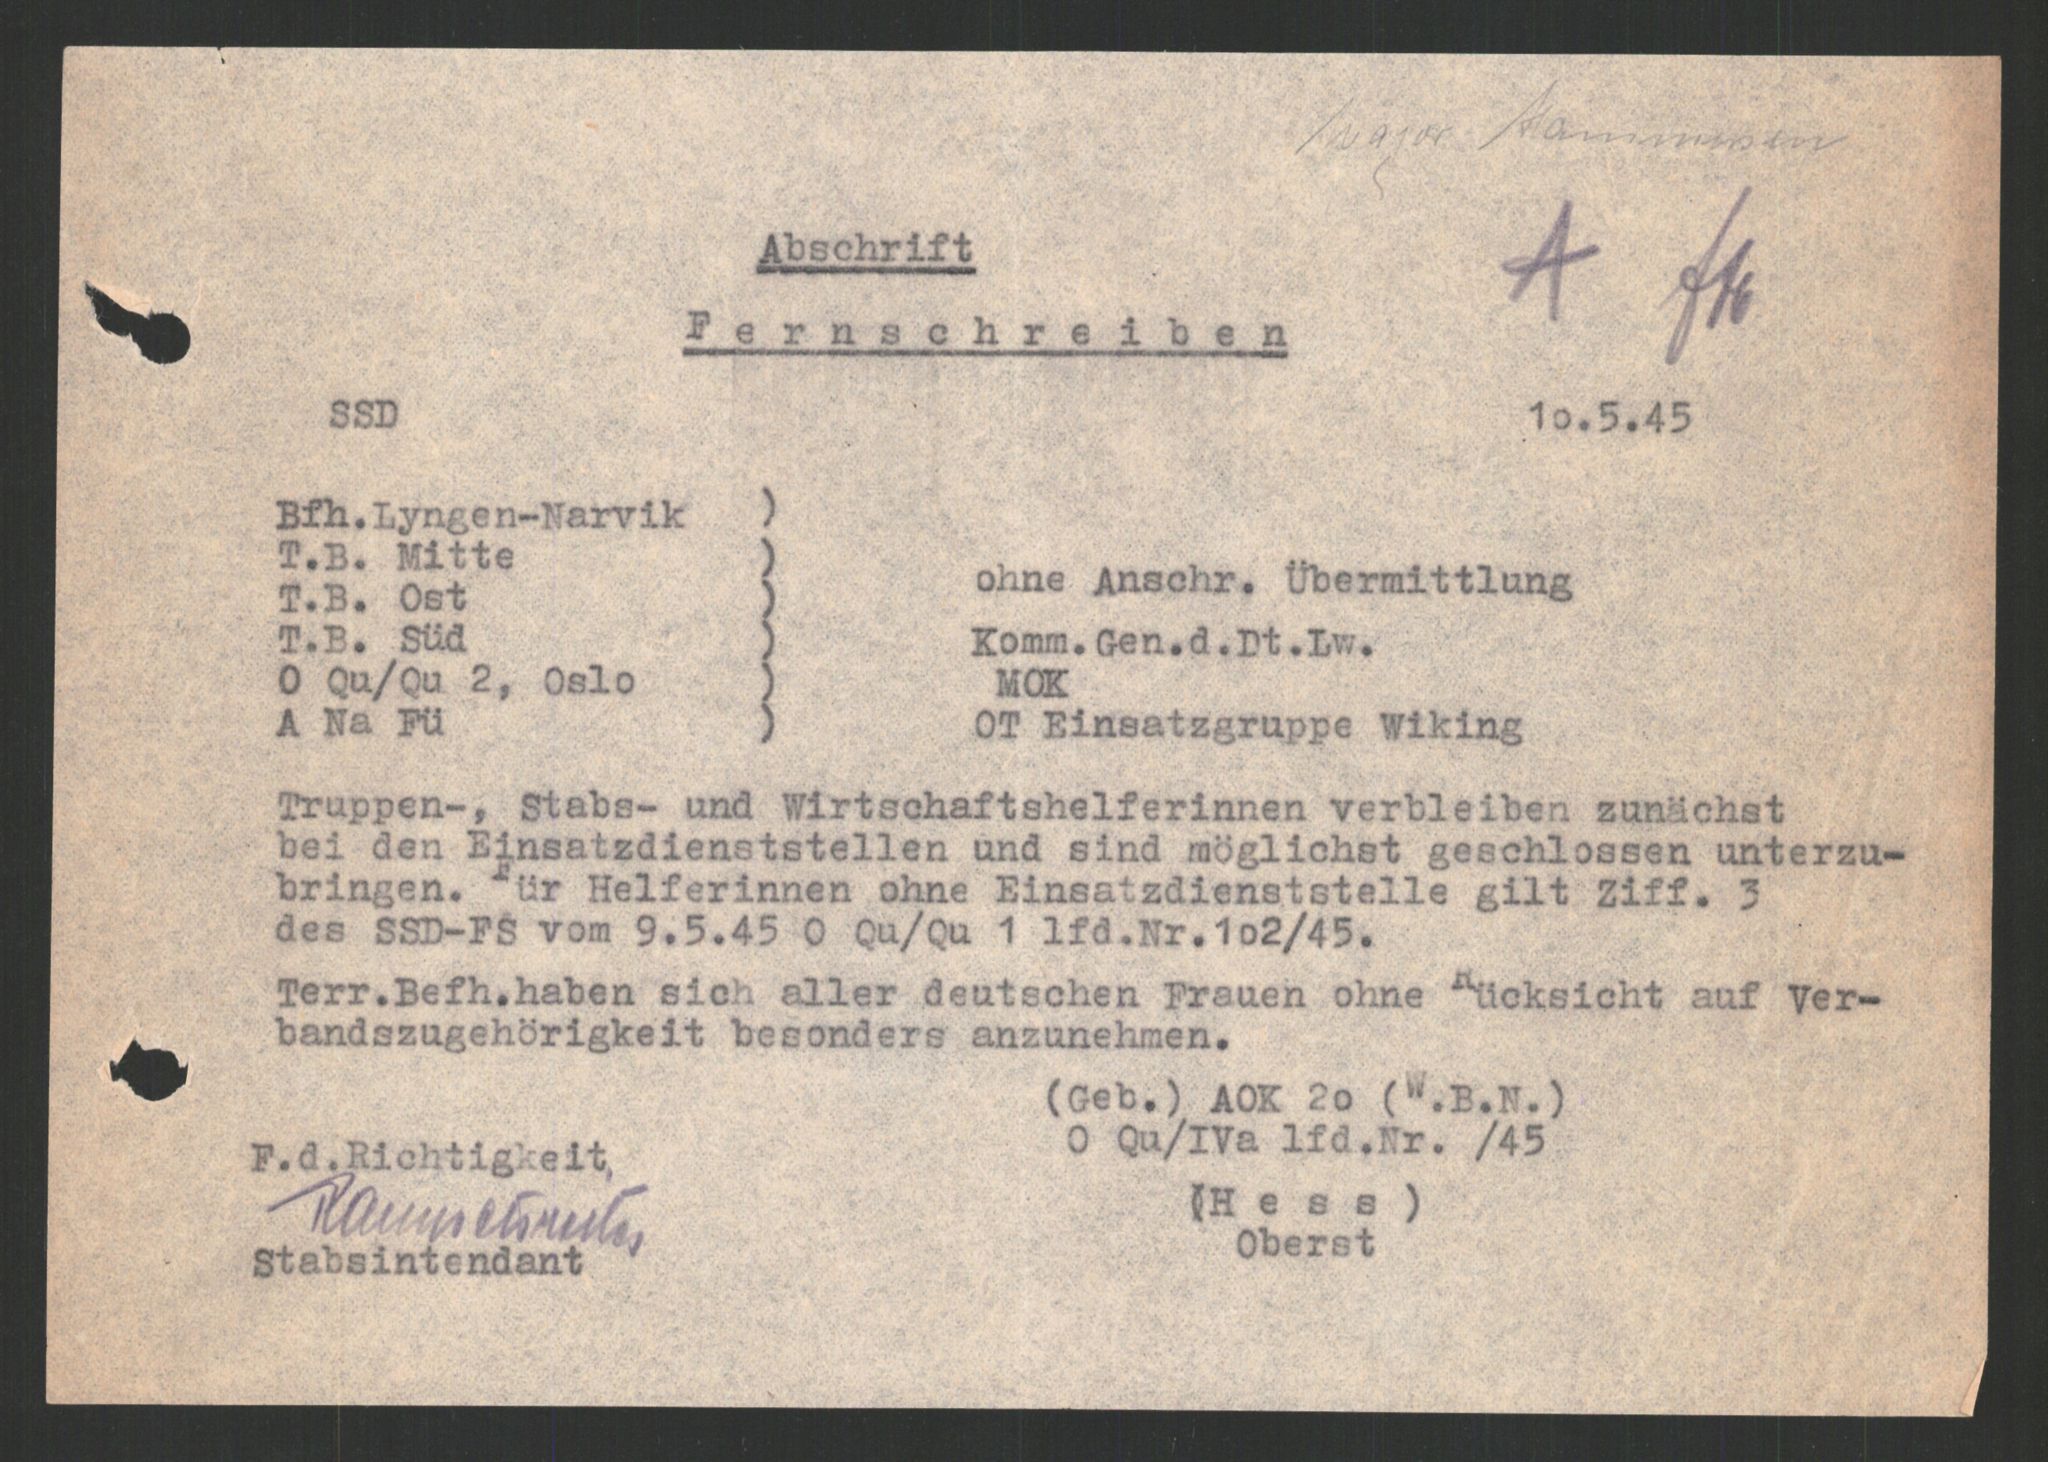 Major
A
Abschrift
Fernschreiben
SSD 1o.5.45
Bfh.Lyngen-Narvik )
T.B. Mitte )
ohne Anschr. Übermittlung
T.B. Ost )
T.B. Süd )
Komm.Gen.d.Dt.Lw.
O Qu/Qu 2, Oslo )
MOK
A Na Fü )
OT Einsatzgruppe Wiking
Truppen-, Stabs- und Wirtschaftshelferinnen verbleiben zunächst
bei den Einsatzdienststellen und sind möglichst geschlossen unterzu-
bringen. Für Helferinnen ohne Einsatzdienststelle gilt Ziff. 3
des SSD-FS vom 9.5.45 O Qu/Qu 1 lfd.Nr.1o2/45.
Terr.Befh.haben sich aller deutschen Frauen ohne Rücksicht auf Ver-
bandszugehörigkeit besonders anzunehmen.
(Geb.) AOK 2o (W.B.N.)
O Qu/IVa lfd.Nr. /45
F.d.Richtigkeit,
(H e s s )
Oberst
Stabsintendant